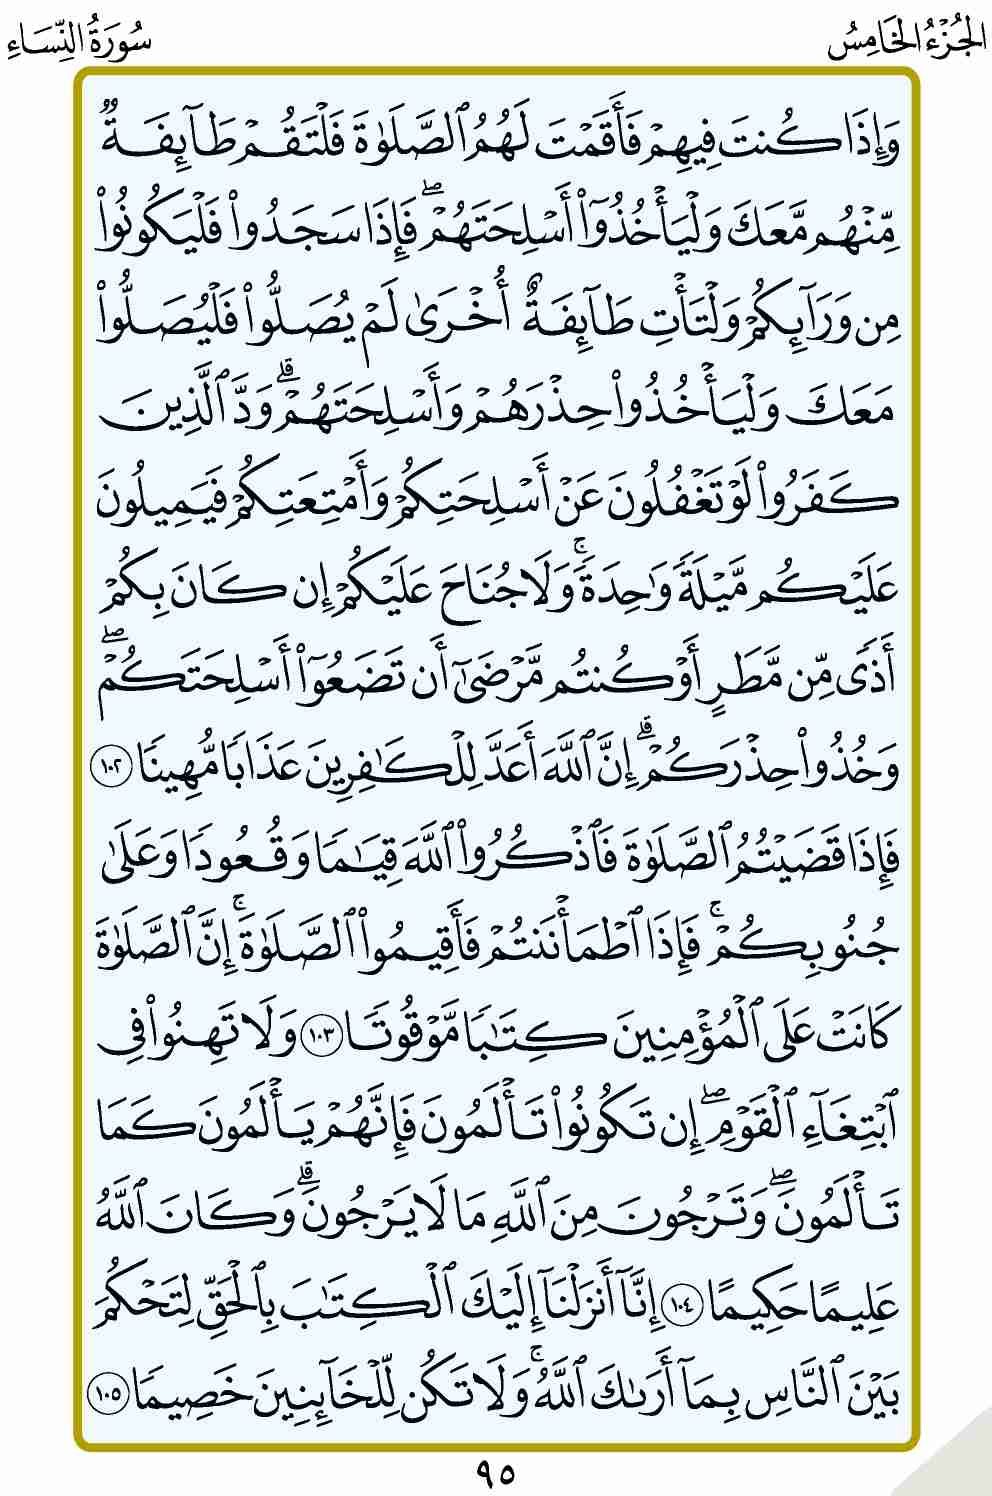 الجُزْءُ الخَامِسُ
سُورَةُ النِّسَاءِ
وَإِذَا كُنتَ فِيهِمْ فَأَقَمْتَ لَهُمُ ٱلصَّلَوٰةَ فَلْتَقُمْ طَآئِفَةٌ
مِّنْهُم مَّعَكَ وَلْيَأْخُذُوٓا۟ أَسْلِحَتَهُمْۖ فَإِذَا سَجَدُوا۟ فَلْيَكُونُوا۟
مِن وَرَآئِكُمْ وَلْتَأْتِ طَآئِفَةٌ أُخْرَىٰ لَمْ يُصَلُّوا۟ فَلْيُصَلُّوا۟
مَعَكَ وَلْيَأْخُذُوا۟ حِذْرَهُمْ وَأَسْلِحَتَهُمْۗ وَدَّ ٱلَّذِينَ
كَفَرُوا۟ لَوْ تَغْفُلُونَ عَنْ أَسْلِحَتِكُمْ وَأَمْتِعَتِكُمْ فَيَمِيلُونَ
عَلَيْكُم مَّيْلَةً وَٰحِدَةًۚ وَلَا جُنَاحَ عَلَيْكُمْ إِن كَانَ بِكُمْ
أَذًى مِّن مَّطَرٍ أَوْ كُنتُم مَّرْضَىٰٓ أَن تَضَعُوٓا۟ أَسْلِحَتَكُمْۖ
وَخُذُوا۟ حِذْرَكُمْۗ إِنَّ ٱللَّهَ أَعَدَّ لِلْكَٰفِرِينَ عَذَابًا مُّهِينًا ١٠٢
فَإِذَا قَضَيْتُمُ ٱلصَّلَوٰةَ فَٱذْكُرُوا۟ ٱللَّهَ قِيَٰمًا وَقُعُودًا وَعَلَىٰ
جُنُوبِكُمْۚ فَإِذَا ٱطْمَأْنَنتُمْ فَأَقِيمُوا۟ ٱلصَّلَوٰةَۚ إِنَّ ٱلصَّلَوٰةَ
كَانَتْ عَلَى ٱلْمُؤْمِنِينَ كِتَٰبًا مَّوْقُوتًا ١٠٣ وَلَا تَهِنُوا۟ فِى
ٱبْتِغَآءِ ٱلْقَوْمِۖ إِن تَكُونُوا۟ تَأْلَمُونَ فَإِنَّهُمْ يَأْلَمُونَ كَمَا
تَأْلَمُونَۖ وَتَرْجُونَ مِنَ ٱللَّهِ مَا لَا يَرْجُونَۗ وَكَانَ ٱللَّهُ
عَلِيمًا حَكِيمًا ١٠٤ إِنَّآ أَنزَلْنَآ إِلَيْكَ ٱلْكِتَٰبَ بِٱلْحَقِّ لِتَحْكُمَ
بَيْنَ ٱلنَّاسِ بِمَآ أَرَىٰكَ ٱللَّهُۚ وَلَا تَكُن لِّلْخَآئِنِينَ خَصِيمًا ١٠٥
٩٥